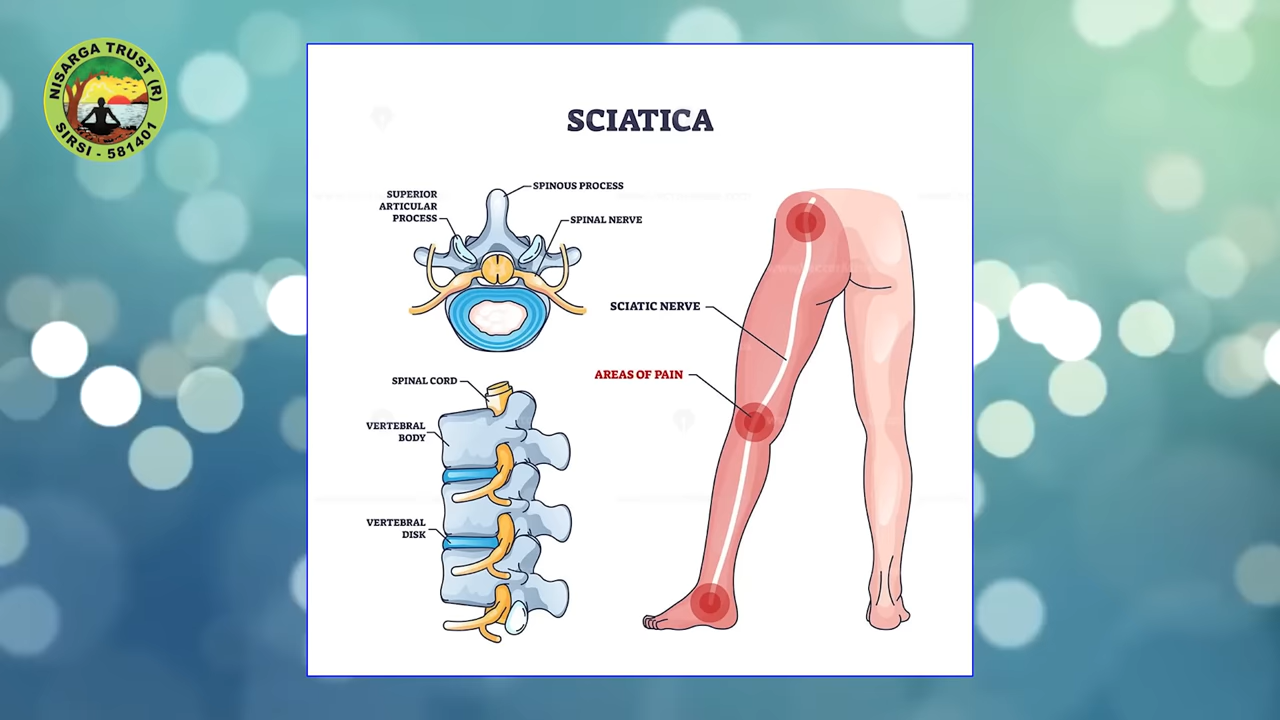 NISARGA TRUST (R)
SIRSI - 581401
SCIATICA
SPINOUS PROCESS
SUPERIOR
ARTICULAR
PROCESS
SPINAL NERVE
SCIATIC NERVE
AREAS OF PAIN
SPINAL CORD
VERTEBRAL
BODY
VERTEBRAL
DISK